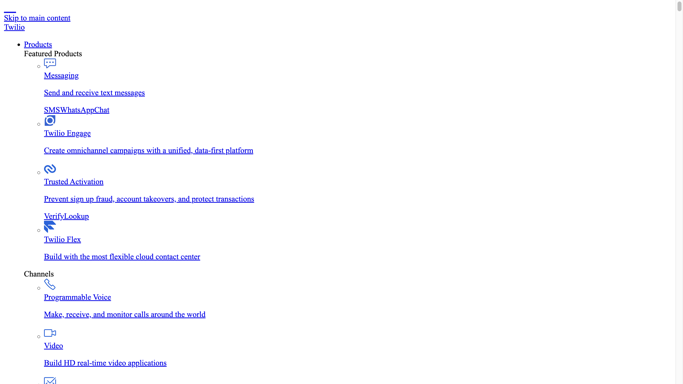 Skip to main content
Twilio
Products
Featured Products
Messaging
Send and receive text messages
SMSWhatsAppChat
Twilio Engage
Create omnichannel campaigns with a unified, data-first platform
Trusted Activation
Prevent sign up fraud, account takeovers, and protect transactions
VerifyLookup
Twilio Flex
Build with the most flexible cloud contact center
Channels
Programmable Voice
Make, receive, and monitor calls around the world
Video
Build HD real-time video applications